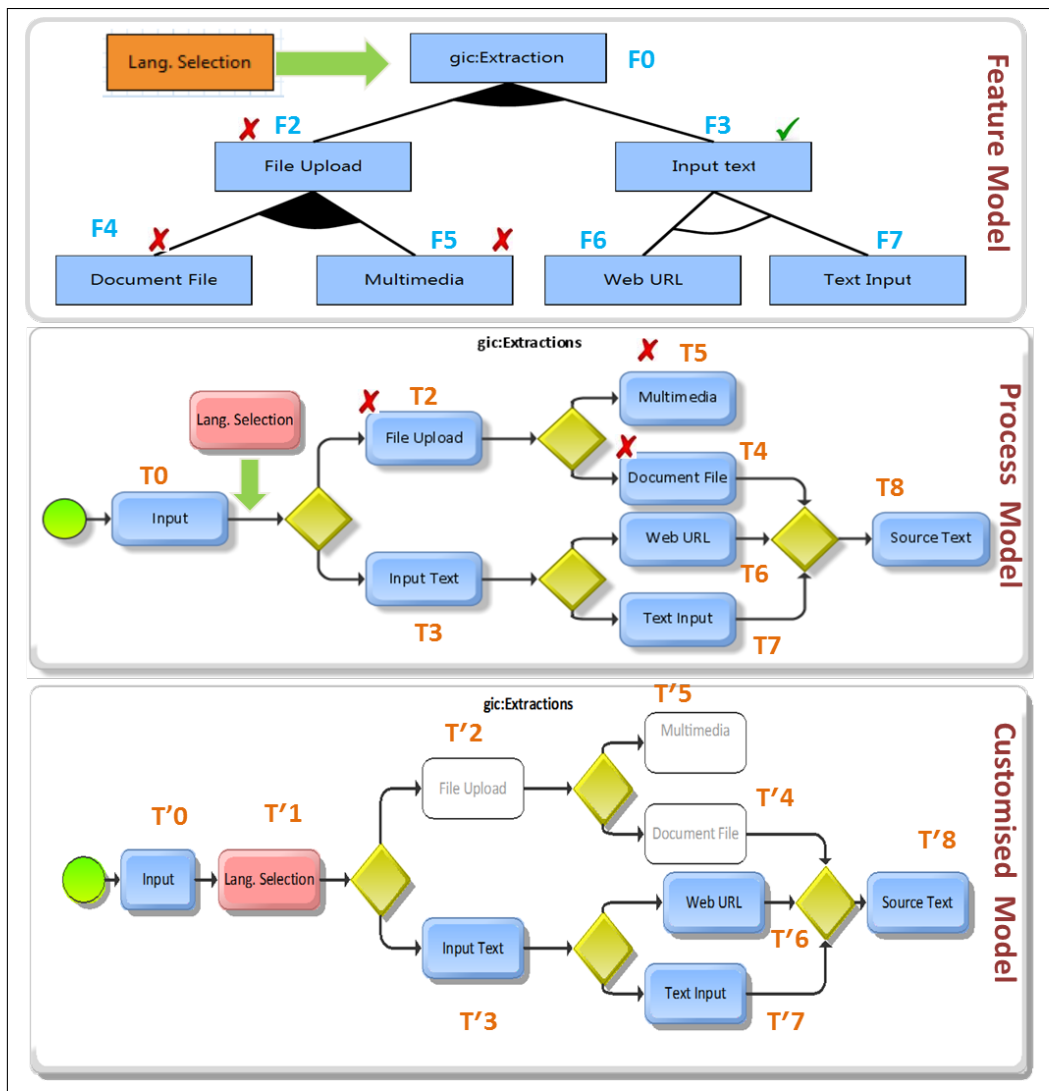 Lang. Selection
gic:Extraction
F0
Feature Model
F2
F3
File Upload
Input text
F4
F5
F6
F7
Document File
Multimedia
Web URL
Text Input
gic:Extractions
Process Model
T5
Multimedia
T2
Lang. Selection
File Upload
T4
Document File
T0
T8
Input
Web URL
Source Text
T6
Input Text
T3
Text Input
T7
gic:Extractions
Customised Model
T'5
Multimedia
T'2
File Upload
T'4
Document File
T'0
T'1
T'8
Input
Lang. Selection
Web URL
Source Text
T'6
Input Text
T'3
Text Input
T'7